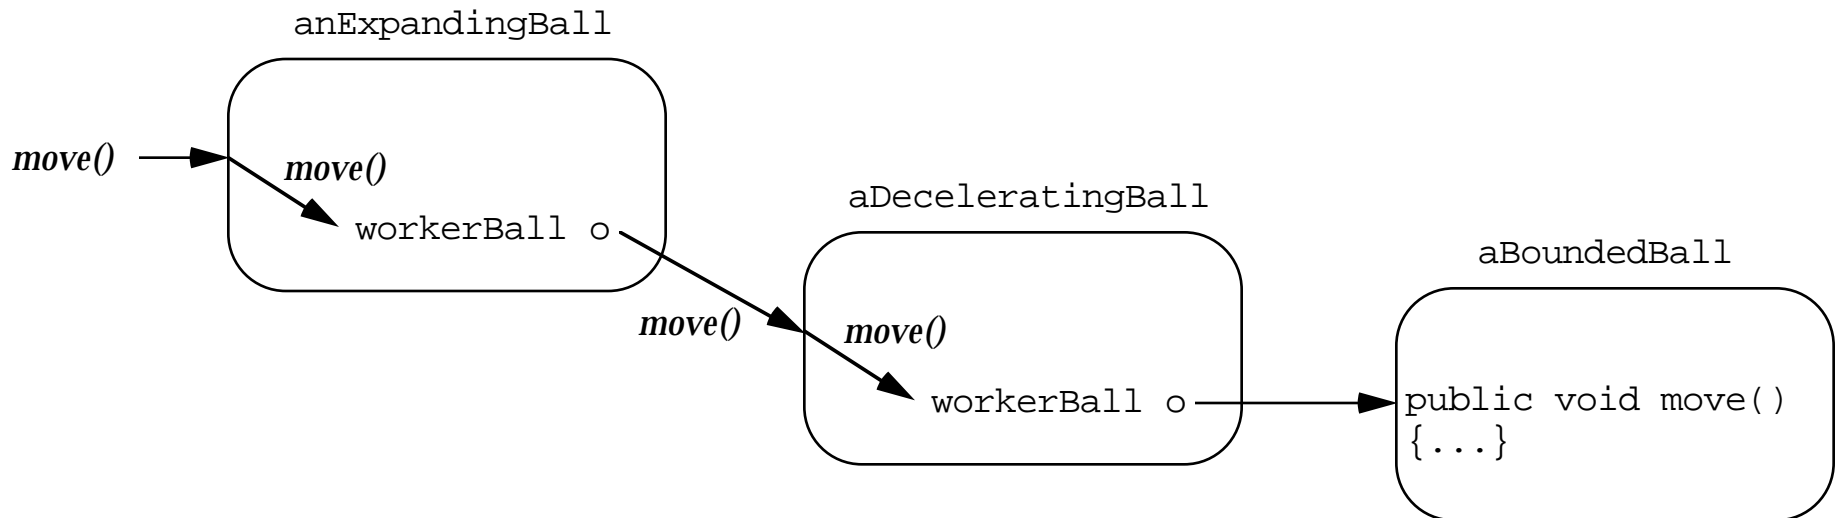 anExpandingBall
move()
move()
workerBall o
move()
aDeceleratingBall
move()
workerBall o
aBoundedBall
public void move()
{...}